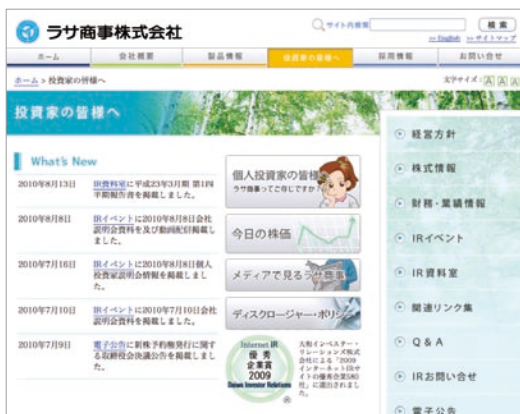 ラサ商事株式会社
サイト内検索
検索
>> English >> サイトマップ
ホーム
会社概要
製品情報
投資家の皆様へ
採用情報
お問い合せ
ホーム > 投資家の皆様へ
文字サイズ: A A A
投資家の皆様へ
What's New
2010年8月13日
IR資料室に平成23年3月期 第1四
半期報告書を掲載しました。
2010年8月8日
IRイベントに2010年8月8日会社
説明会資料を及び動画配信掲載し
ました。
2010年7月16日
IRイベントに2010年8月8日個人
投資家説明会情報を掲載しまし
た。
2010年7月10日
IRイベントに2010年7月10日会社
説明会資料を掲載しました。
2010年7月9日
電子公告に新株予約権発行に関す
る取締役会決議公告を掲載しまし
た。
個人投資家の皆様
ラサ商事ってご存じですか?
今日の株価
メディアで見るラサ商事
ディスクロージャー・ポリシー
Internet IR
優秀
企業賞
2009
Daiwa Investor Relations
大和インベスター・
リレーションズ株式
会社による「2009
インターネットIRサ
イトの優秀企業580
社」に選出されまし
た。
経営方針
株式情報
財務・業績情報
IRイベント
IR資料室
関連リンク集
Q & A
IRお問い合せ
電子公告